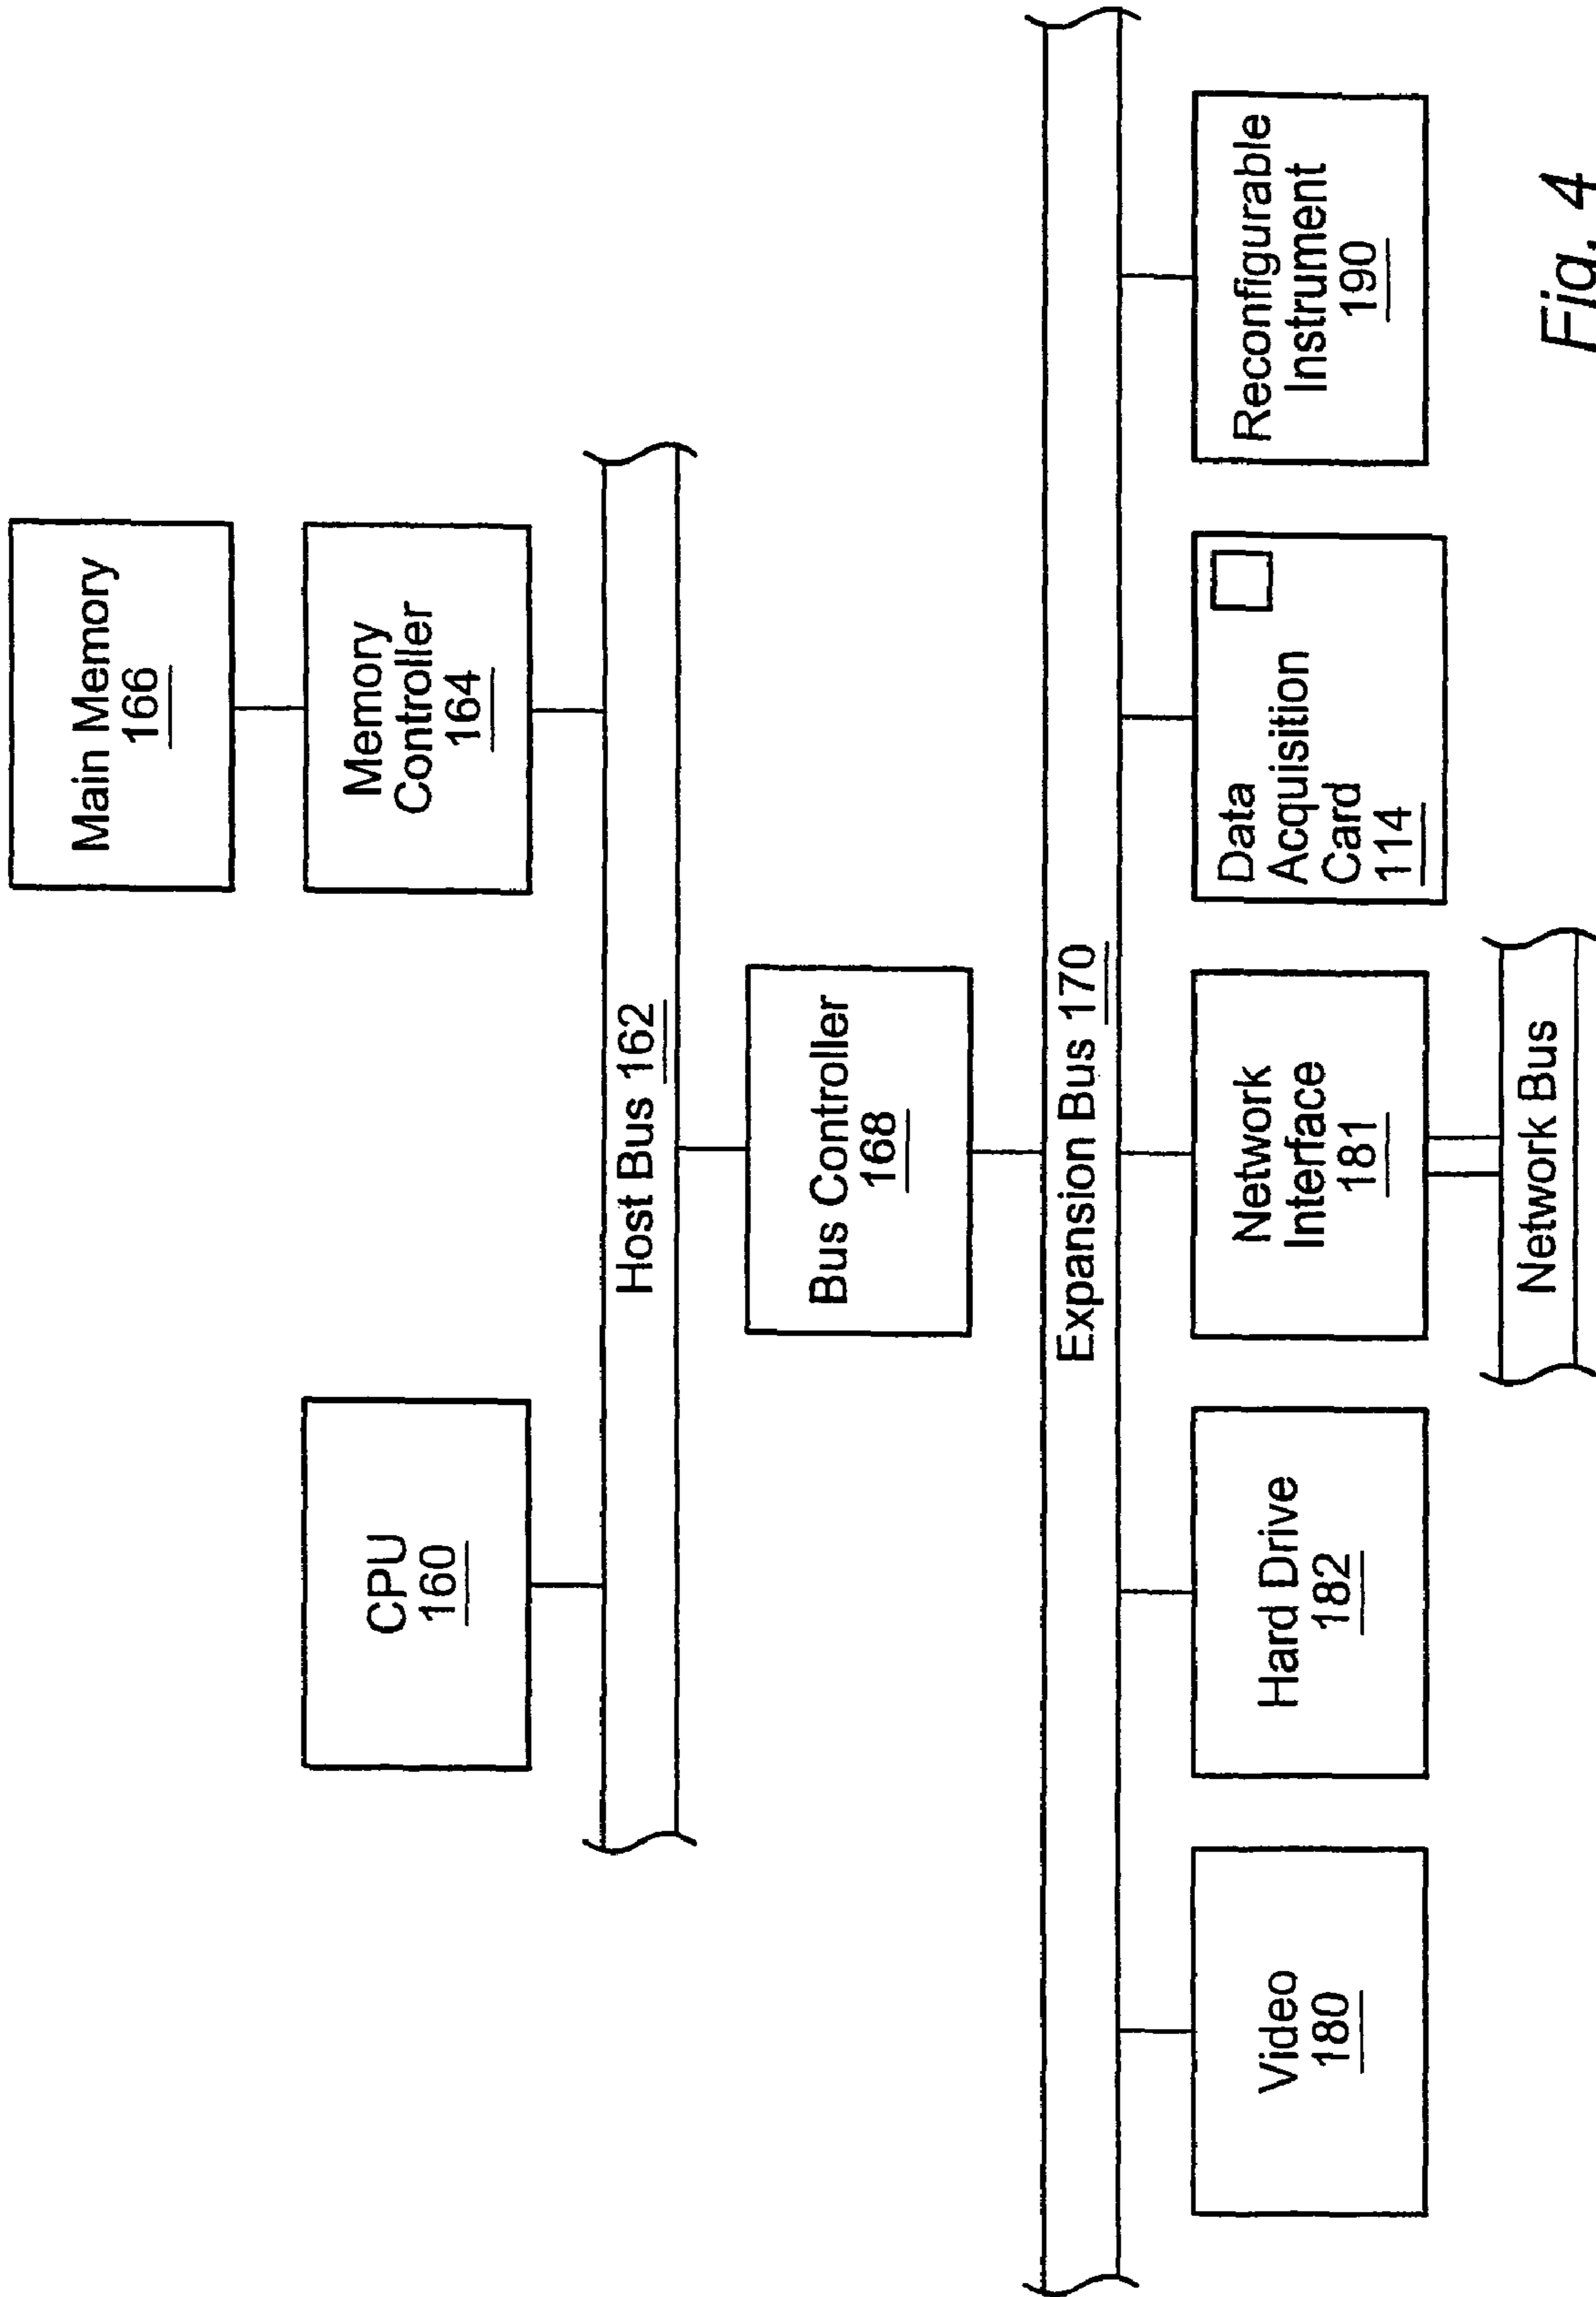 Main Memory
166
CPU
160
Memory
Controller
164
Host Bus 162
Bus Controller
168
Expansion Bus 170
Video
180
Hard Drive
182
Network
Interface
181
Data
Acquisition
Card
114
Reconfigurable
Instrument
190
Network Bus
Fig. 4